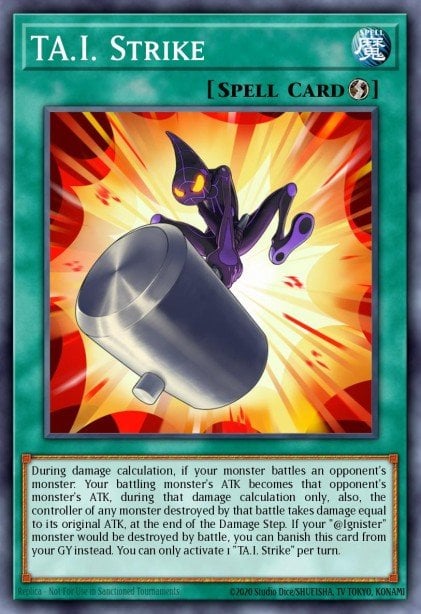 TA.I. STRIKE
SPELL
魔
[SPELL CARD]
During damage calculation, if your monster battles an opponent's
monster: Your battling monster's ATK becomes that opponent's
monster's ATK, during that damage calculation only, also, the
controller of any monster destroyed by that battle takes damage equal
to its original ATK, at the end of the Damage Step. If your "@Ignister"
monster would be destroyed by battle, you can banish this card from
your GY instead. You can only activate 1 "TA.I. Strike" per turn.
Replica - Not For Use in Sanctioned Tournaments
©2020 Studio Dice/SHUEISHA, TV TOKYO, KONAMI